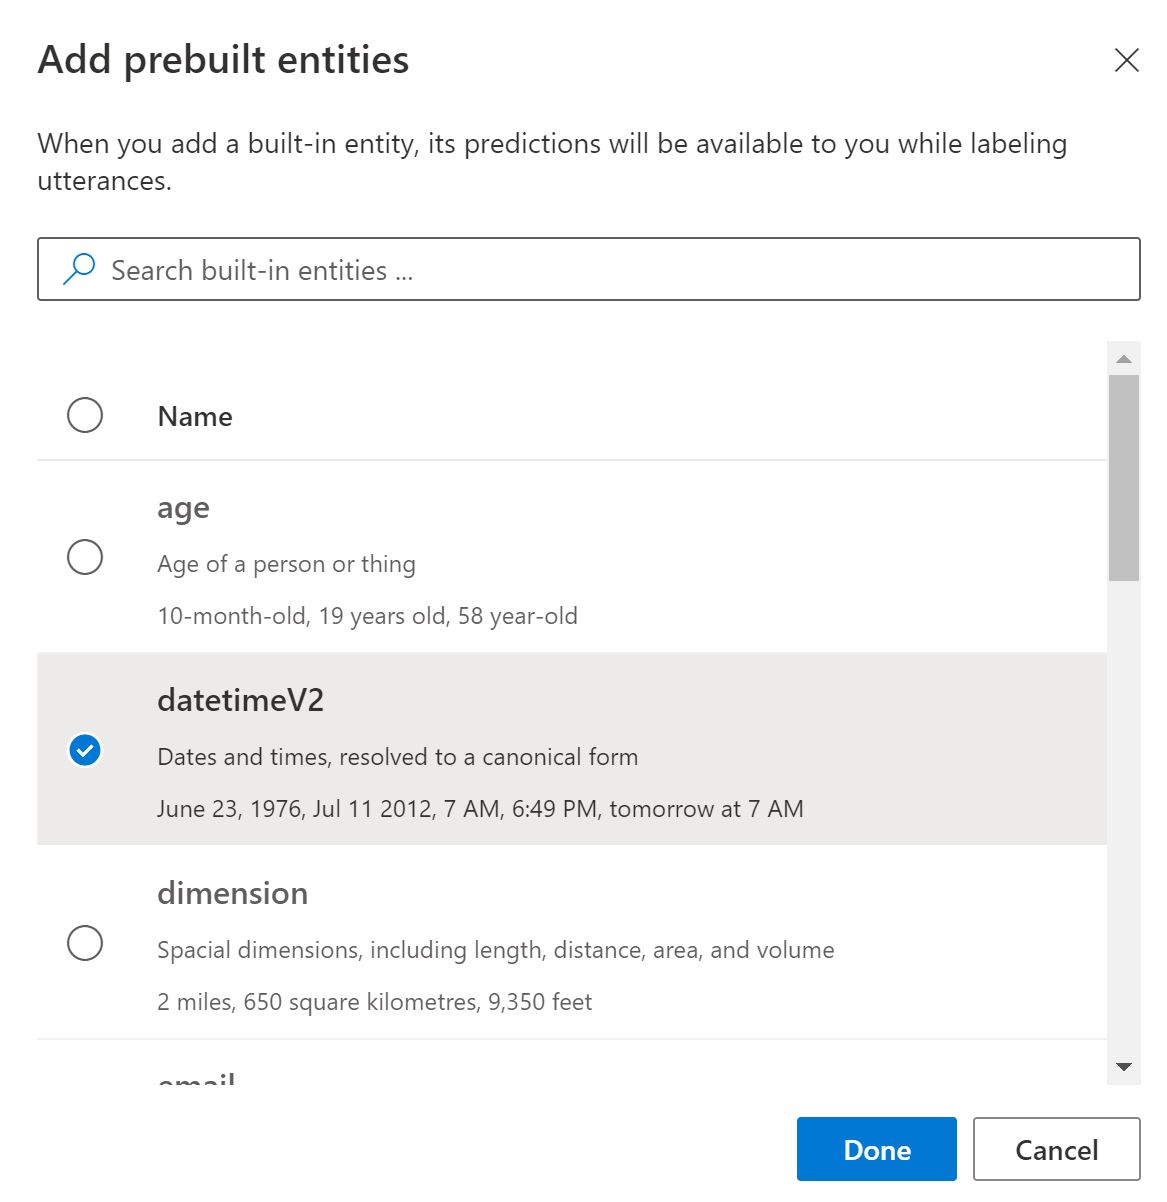 Add prebuilt entities
When you add a built-in entity, its predictions will be available to you while labeling
utterances.
Search built-in entities ...
Name
age
Age of a person or thing
10-month-old, 19 years old, 58 year-old
datetimeV2
Dates and times, resolved to a canonical form
June 23, 1976, Jul 11 2012, 7 AM, 6:49 PM, tomorrow at 7 AM
dimension
Spacial dimensions, including length, distance, area, and volume
2 miles, 650 square kilometres, 9,350 feet
email
Done
Cancel